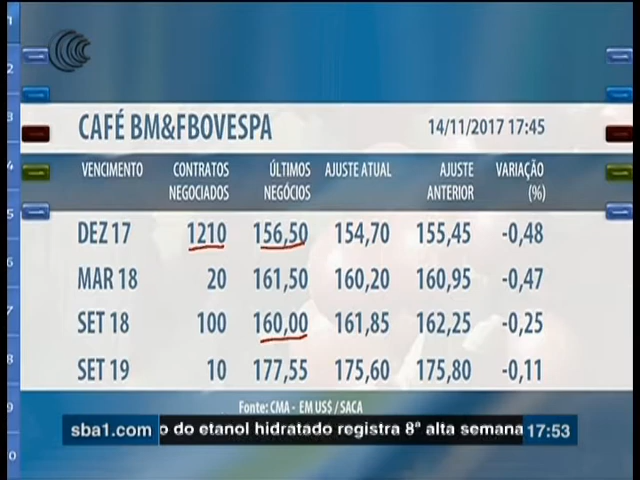 CAFÉ BM&FBOVESPA 14/11/2017 17:45
VENCIMENTO CONTRATOS NEGOCIADOS ÚLTIMOS NEGÓCIOS AJUSTE ATUAL AJUSTE ANTERIOR VARIAÇÃO (%)
DEZ 17 1210 156,50 154,70 155,45 -0,48
MAR 18 20 161,50 160,20 160,95 -0,47
SET 18 100 160,00 161,85 162,25 -0,25
SET 19 10 177,55 175,60 175,80 -0,11
Fonte: CMA - EM US$ / SACA
sba1.com o do etanol hidratado registra 8ª alta semana 17:53